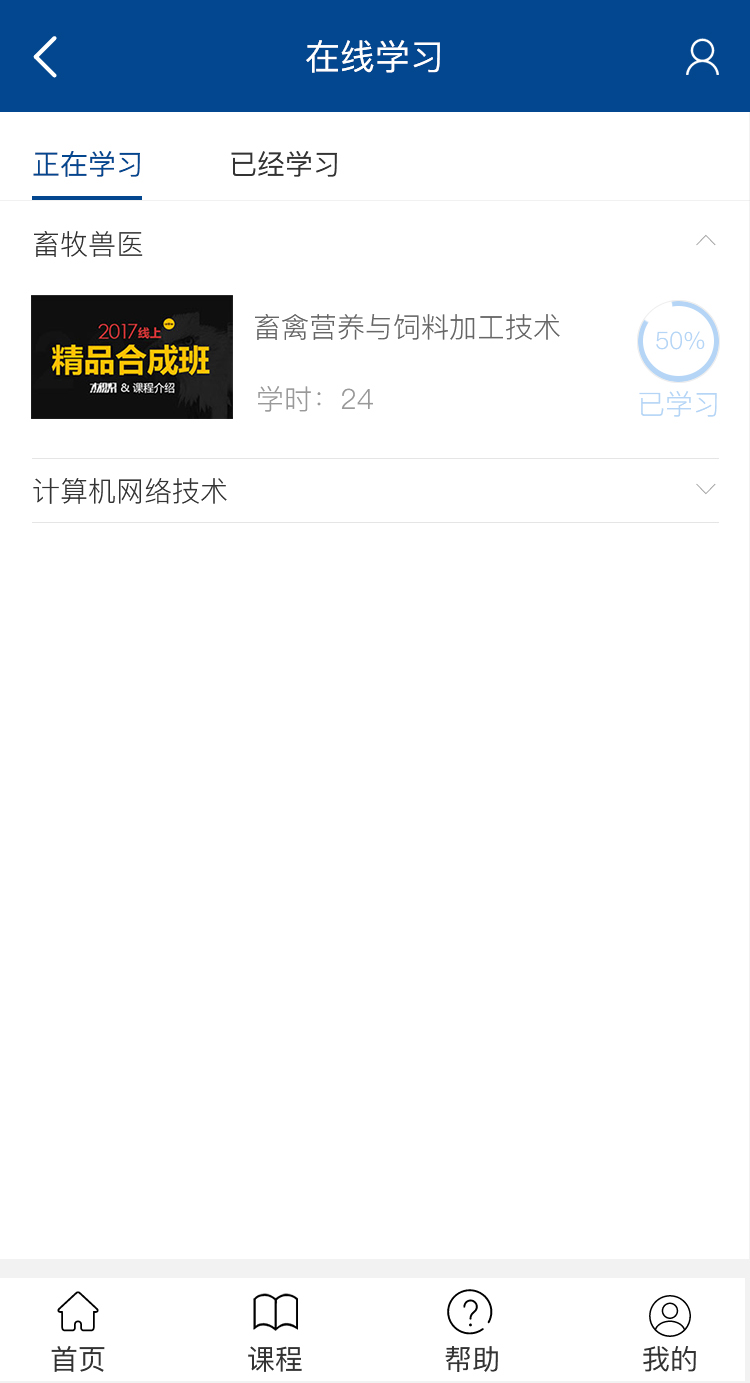 在线学习
正在学习
已经学习
畜牧兽医
2017线上
精品合成班
& 课程介绍
畜禽营养与饲料加工技术
学时：24
50%
已学习
计算机网络技术
首页
课程
帮助
我的